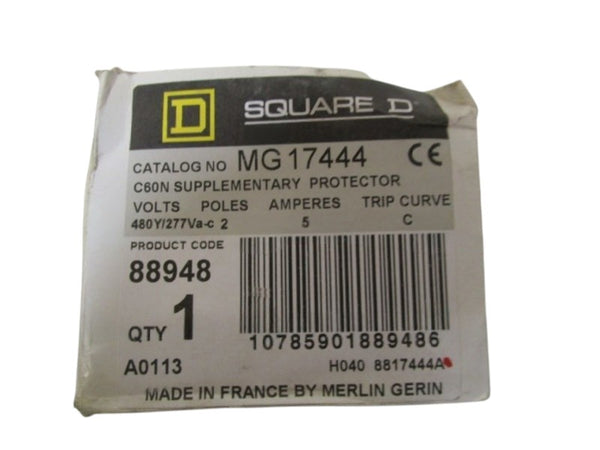 D SQUARE D
CATALOG NO MG17444 CE
C60N SUPPLEMENTARY PROTECTOR
VOLTS POLES AMPERES TRIP CURVE
480Y/277Va-c 2 5 C
PRODUCT CODE
88948
QTY 1
10785901889486
A0113 H040 8817444A
MADE IN FRANCE BY MERLIN GERIN